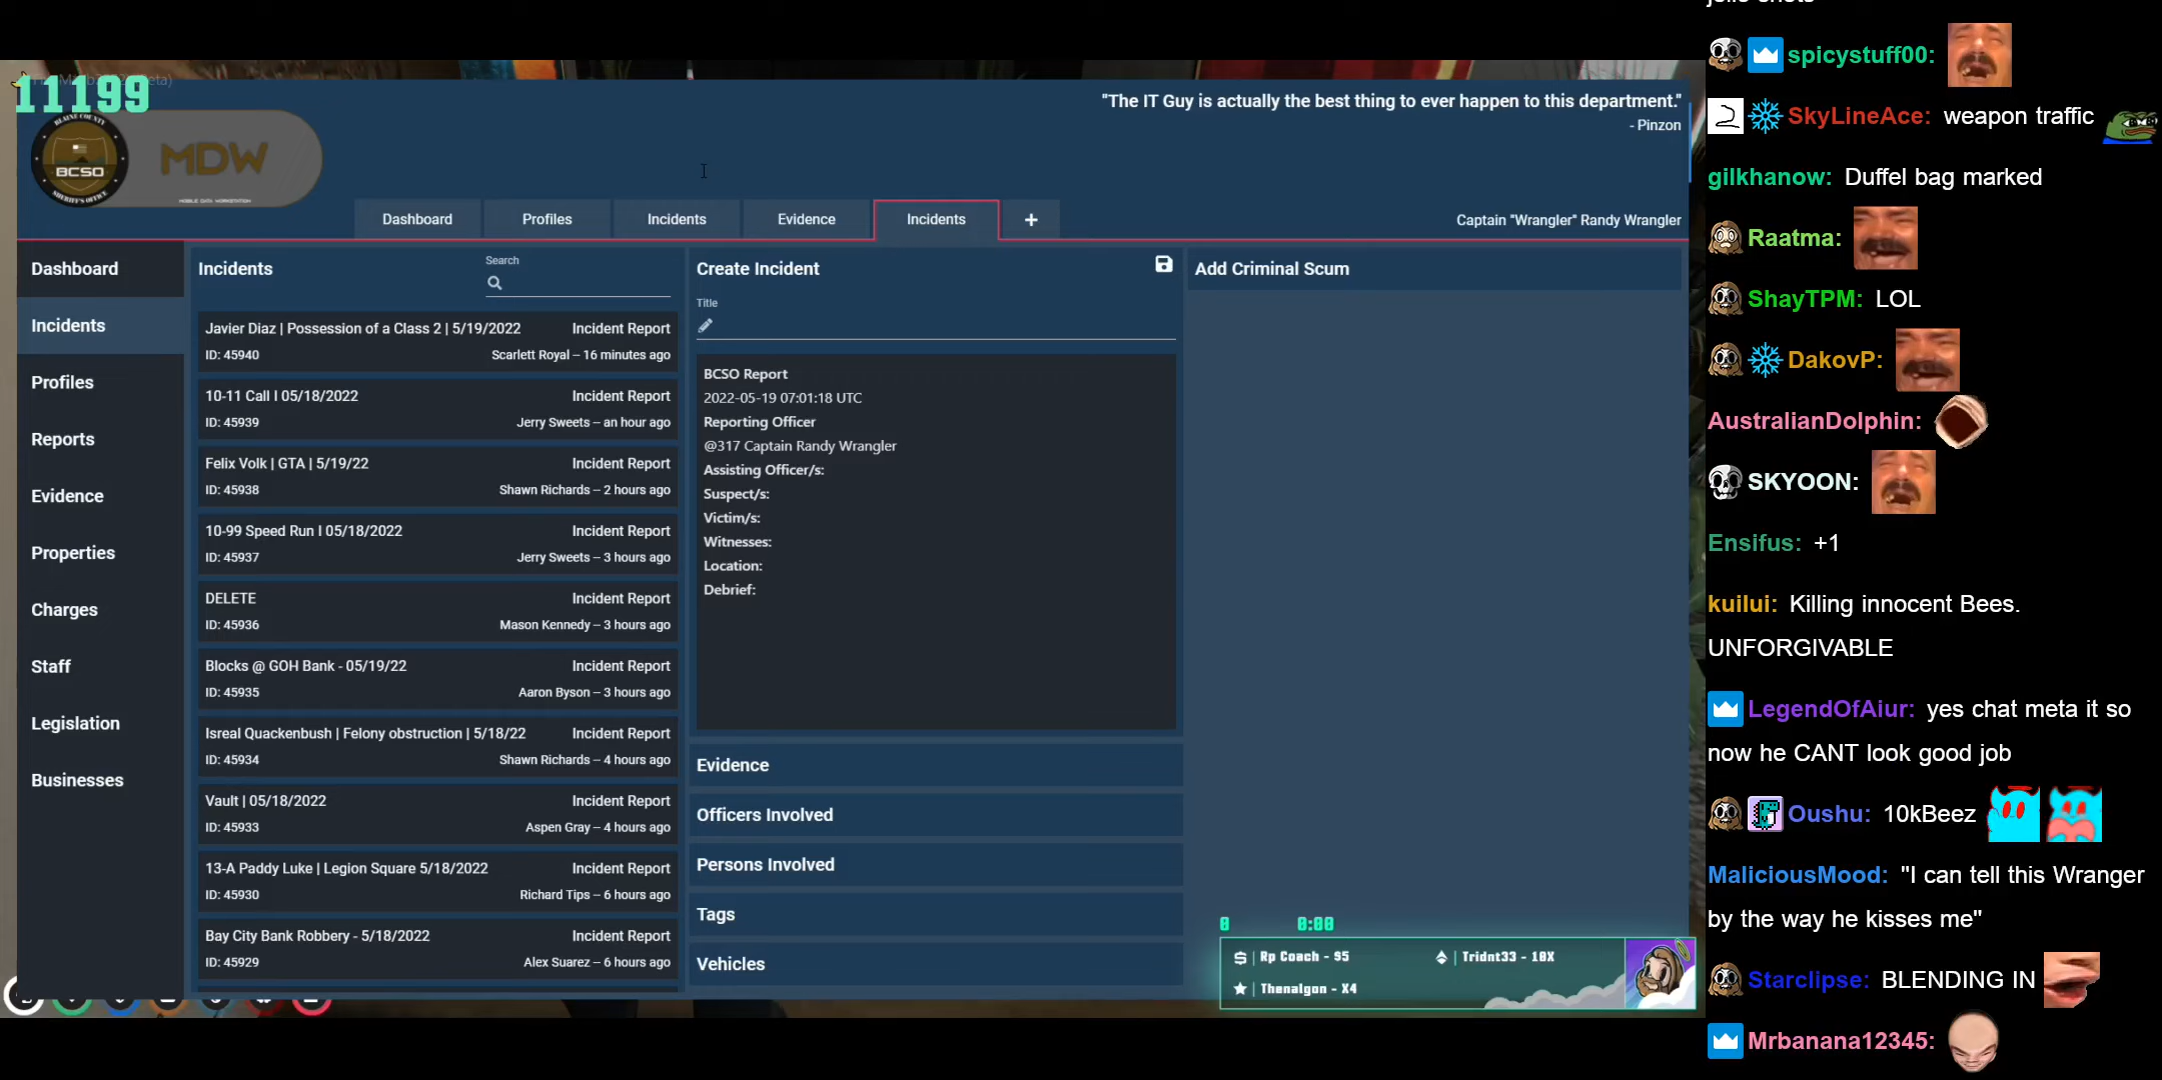 11199
BLAINE COUNTY
BCSO
SHERIFF'S OFFICE
MDW
MOBILE DATA WORKSTATION
"The IT Guy is actually the best thing to ever happen to this department."
- Pinzon
Dashboard
Profiles
Incidents
Evidence
Incidents
+
Captain "Wrangler" Randy Wrangler
Dashboard
Incidents
Profiles
Reports
Evidence
Properties
Charges
Staff
Legislation
Businesses
Incidents
Search
Javier Diaz | Possession of a Class 2 | 5/19/2022 Incident Report
ID: 45940 Scarlett Royal – 16 minutes ago
10-11 Call I 05/18/2022 Incident Report
ID: 45939 Jerry Sweets – an hour ago
Felix Volk | GTA | 5/19/22 Incident Report
ID: 45938 Shawn Richards – 2 hours ago
10-99 Speed Run I 05/18/2022 Incident Report
ID: 45937 Jerry Sweets – 3 hours ago
DELETE Incident Report
ID: 45936 Mason Kennedy – 3 hours ago
Blocks @ GOH Bank - 05/19/22 Incident Report
ID: 45935 Aaron Byson – 3 hours ago
Isreal Quackenbush | Felony obstruction | 5/18/22 Incident Report
ID: 45934 Shawn Richards – 4 hours ago
Vault | 05/18/2022 Incident Report
ID: 45933 Aspen Gray – 4 hours ago
13-A Paddy Luke | Legion Square 5/18/2022 Incident Report
ID: 45930 Richard Tips – 6 hours ago
Bay City Bank Robbery - 5/18/2022 Incident Report
ID: 45929 Alex Suarez – 6 hours ago
Create Incident
Title
BCSO Report
2022-05-19 07:01:18 UTC
Reporting Officer
@317 Captain Randy Wrangler
Assisting Officer/s:
Suspect/s:
Victim/s:
Witnesses:
Location:
Debrief:
Evidence
Officers Involved
Persons Involved
Tags
Vehicles
Add Criminal Scum
0 0:00
Rp Coach - 95
Tridnt33 - 18X
Thenalgon - X4
spicystuff00:
SkyLineAce: weapon traffic
gilkhanow: Duffel bag marked
Raatma:
ShayTPM: LOL
DakovP:
AustralianDolphin:
SKYOON:
Ensifus: +1
kuilui: Killing innocent Bees.
UNFORGIVABLE
LegendOfAiur: yes chat meta it so
now he CANT look good job
Oushu: 10kBeez
MaliciousMood: "I can tell this Wranger
by the way he kisses me"
Starclipse: BLENDING IN
Mrbanana12345: